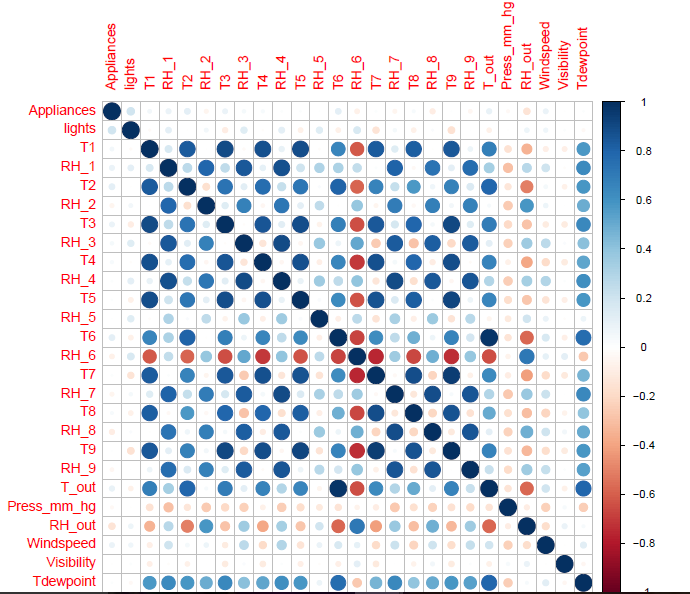 Appliances
lights
T1
RH_1
T2
RH_2
T3
RH_3
T4
RH_4
T5
RH_5
T6
RH_6
T7
RH_7
T8
RH_8
T9
RH_9
T_out
Press_mm_hg
RH_out
Windspeed
Visibility
Tdewpoint
Appliances
lights
T1
RH_1
T2
RH_2
T3
RH_3
T4
RH_4
T5
RH_5
T6
RH_6
T7
RH_7
T8
RH_8
T9
RH_9
T_out
Press_mm_hg
RH_out
Windspeed
Visibility
Tdewpoint
1
0.8
0.6
0.4
0.2
0
-0.2
-0.4
-0.6
-0.8